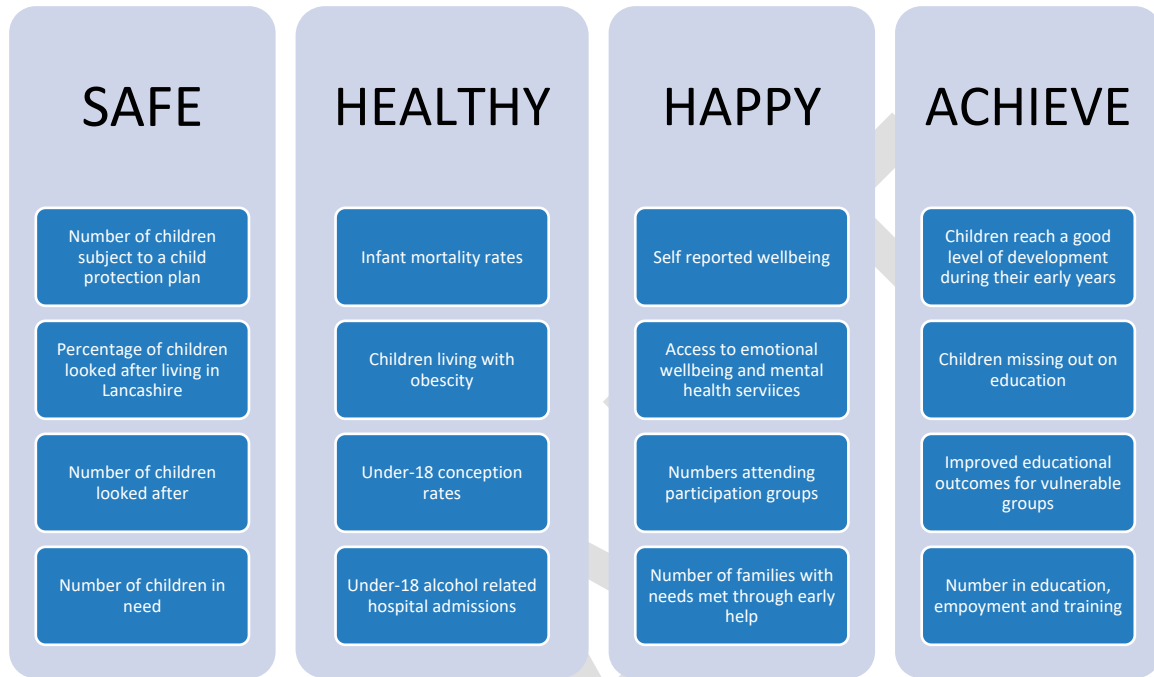 SAFE
Number of children
subject to a child
protection plan
Percentage of children
looked after living in
Lancashire
Number of children
looked after
Number of children in
need
HEALTHY
Infant mortality rates
Children living with
obescity
Under-18 conception
rates
Under-18 alcohol related
hospital admissions
HAPPY
Self reported wellbeing
Access to emotional
wellbeing and mental
health serviices
Numbers attending
participation groups
Number of families with
needs met through early
help
ACHIEVE
Children reach a good
level of development
during their early years
Children missing out on
education
Improved educational
outcomes for vulnerable
groups
Number in education,
empoyment and training